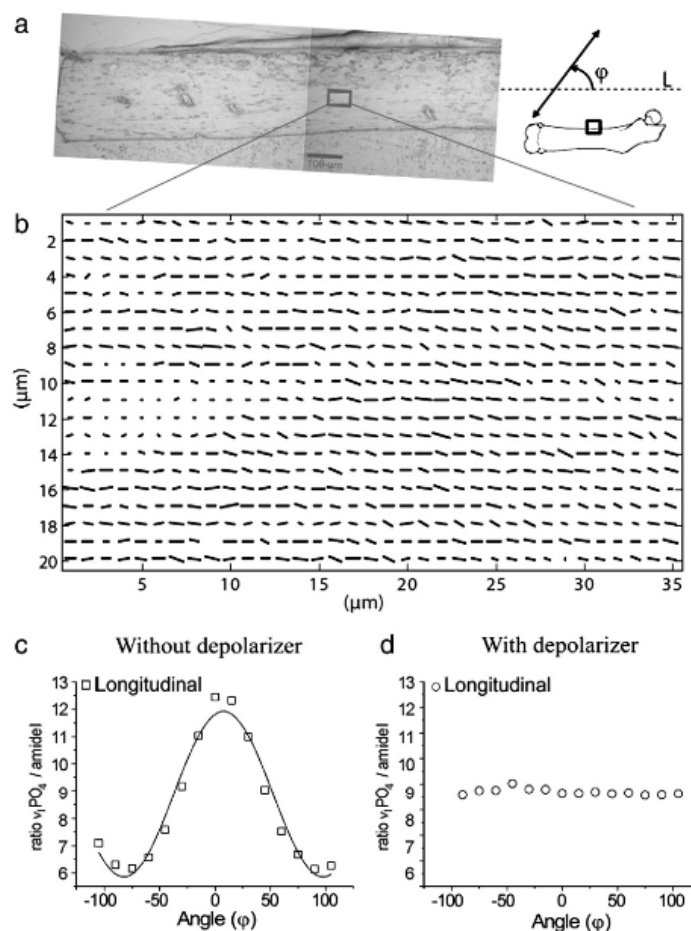 a
φ
L
100 µm
b
2
4
6
8
10
12
14
16
18
20
(µm)
5 10 15 20 25 30 35
(µm)
c Without depolarizer
13
12
11
10
9
8
7
6
ratio ν₁PO₄ / amideI
Longitudinal
-100 -50 0 50 100
Angle (φ)
d With depolarizer
13
12
11
10
9
8
7
6
ratio ν₁PO₄ / amideI
Longitudinal
-100 -50 0 50 100
Angle (φ)